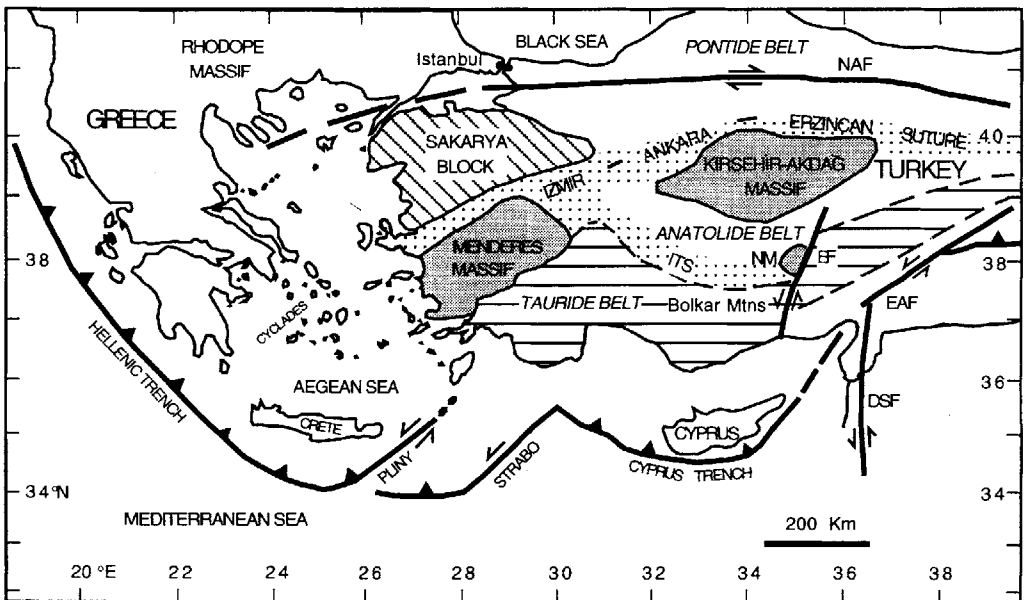 BLACK SEA
PONTIDE BELT
NAF
RHODOPE
MASSIF
Istanbul
GREECE
SAKARYA
BLOCK
IZMIR
ANKARA
ERZINCAN
SUTURE
40
KIRSEHIR-AKDAG
MASSIF
TURKEY
MENDERES
MASSIF
ANATOLIDE BELT
ITS
NM
EF
38
38
TAURIDE BELT
Bolkar Mtns
EAF
CYCLADES
HELLENIC TRENCH
AEGEAN SEA
CRETE
PLINY
STRABO
CYPRUS
CYPRUS TRENCH
DSF
36
34°N
34
MEDITERRANEAN SEA
200 Km
20 °E
22
24
26
28
30
32
34
36
38